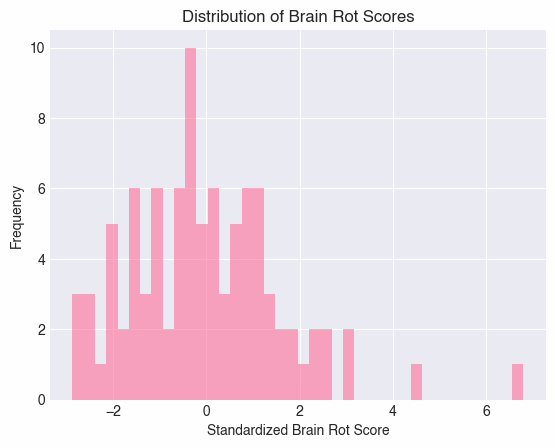 Distribution of Brain Rot Scores
10
8
6
4
2
0
Frequency
−2 0 2 4 6
Standardized Brain Rot Score